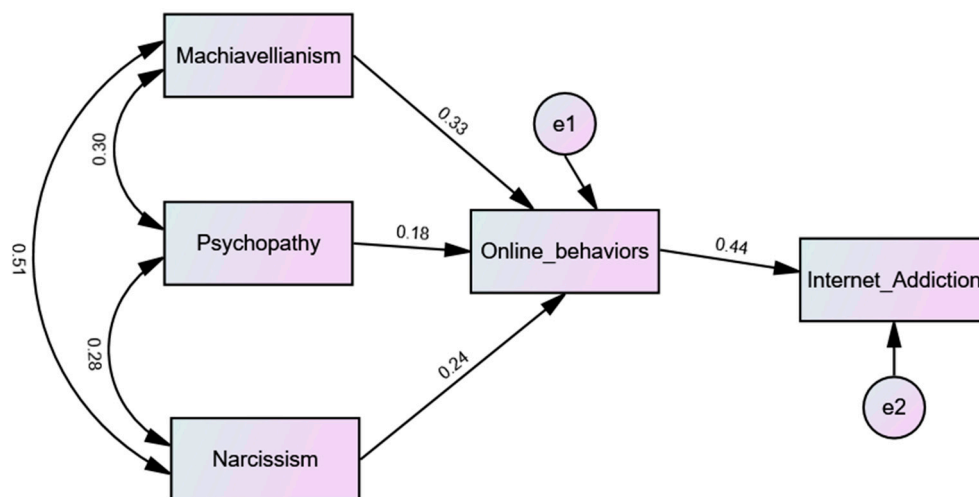 Machiavellianism
0.33
e1
0.30
Psychopathy
0.18
Online_behaviors
0.44
Internet_Addiction
0.51
0.28
0.24
e2
Narcissism